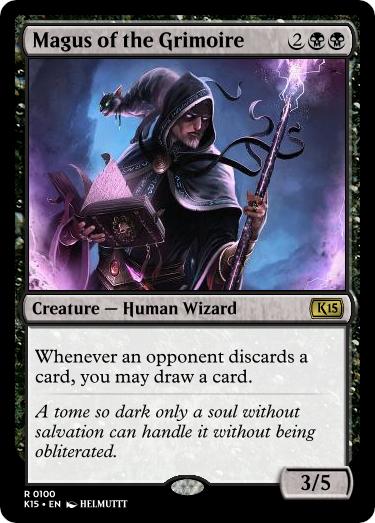 Magus of the Grimoire 2
Creature — Human Wizard K15
Whenever an opponent discards a
card, you may draw a card.
A tome so dark only a soul without
salvation can handle it without being
obliterated.
3/5
R 0100
K15 • EN HELMUTTT